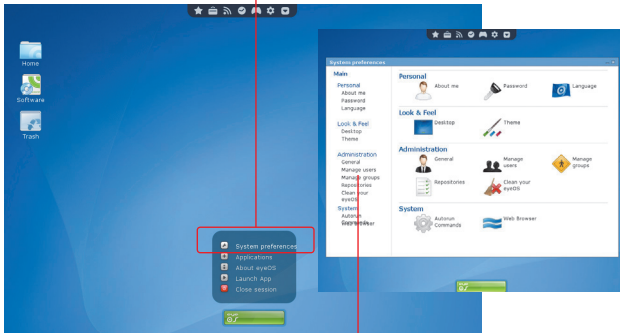 Home
Software
Trash
System preferences
Applications
About eyeOS
Launch App
Close session
System preferences
Main
Personal
About me
Password
Language
Look & Feel
Desktop
Theme
Administration
General
Manage users
Manage groups
Repositories
Clean your
eyeOS
System
Autorun
Commands
Web Browser
Personal
About me
Password
Language
Look & Feel
Desktop
Theme
Administration
General
Manage
users
Manage
groups
Repositories
Clean your
eyeOS
System
Autorun
Commands
Web Browser